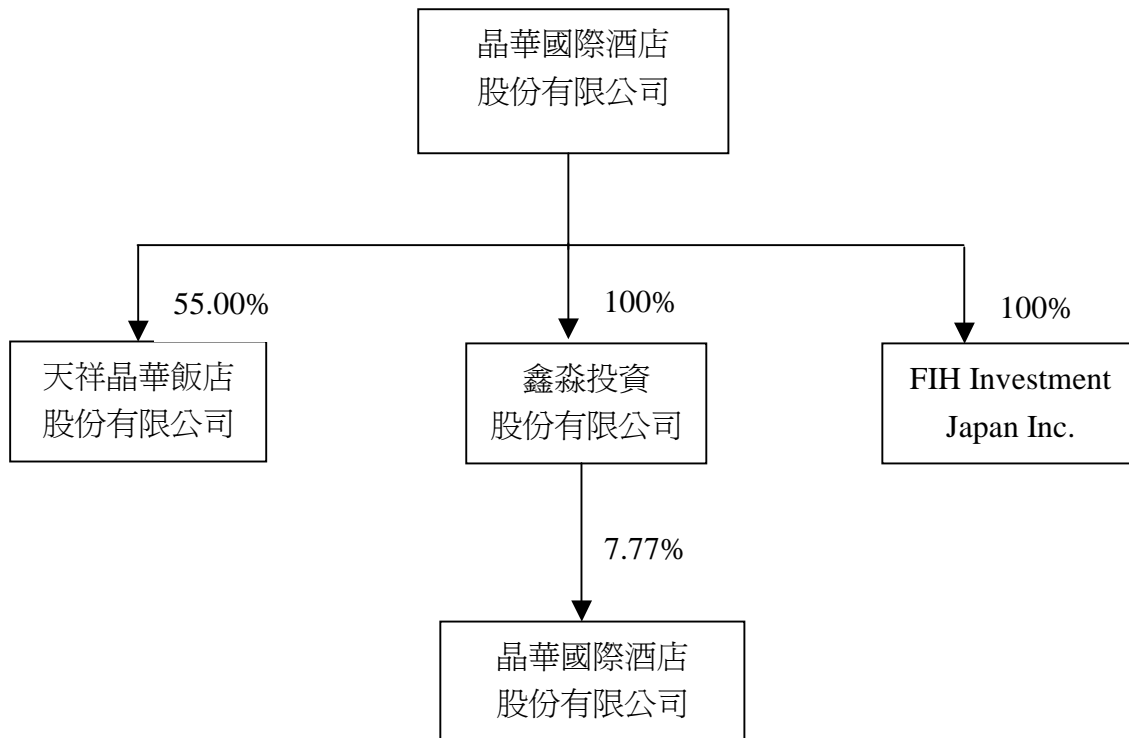 晶華國際酒店
股份有限公司
55.00%
100%
100%
天祥晶華飯店
股份有限公司
鑫淼投資
股份有限公司
FIH Investment
Japan Inc.
7.77%
晶華國際酒店
股份有限公司